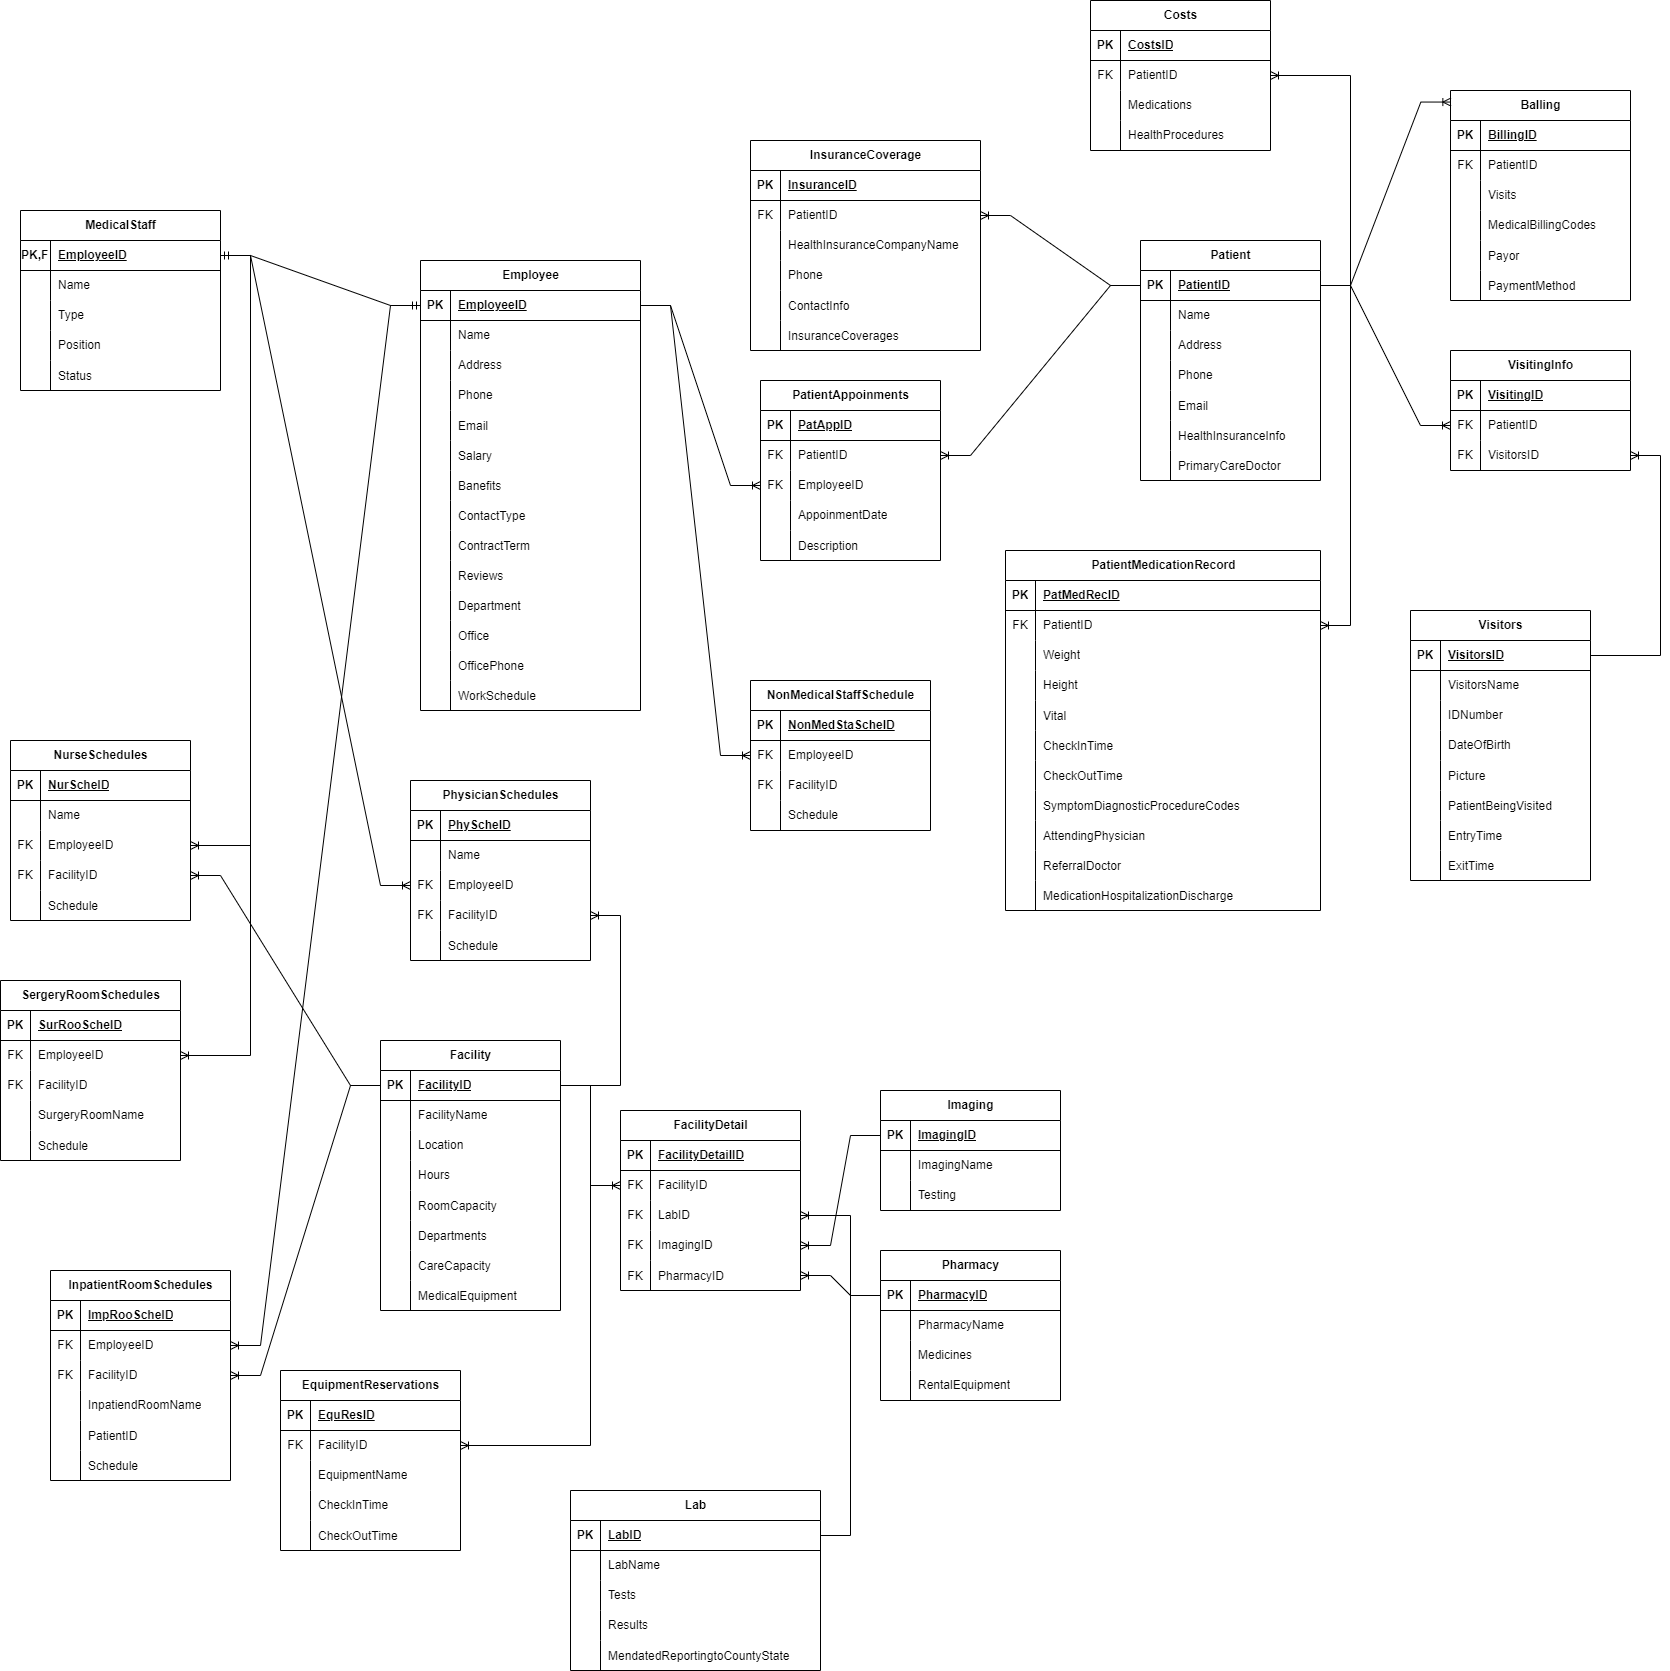 Costs
PK CostsID
FK PatientID
Medications
HealthProcedures
Balling
PK BillingID
FK PatientID
Visits
MedicalBillingCodes
Payor
PaymentMethod
InsuranceCoverage
PK InsuranceID
FK PatientID
HealthInsuranceCompanyName
Phone
ContactInfo
InsuranceCoverages
MedicalStaff
PK,F EmployeeID
Name
Type
Position
Status
Employee
PK EmployeeID
Name
Address
Phone
Email
Salary
Banefits
ContactType
ContractTerm
Reviews
Department
Office
OfficePhone
WorkSchedule
Patient
PK PatientID
Name
Address
Phone
Email
HealthInsuranceInfo
PrimaryCareDoctor
VisitingInfo
PK VisitingID
FK PatientID
FK VisitorsID
PatientAppoinments
PK PatAppID
FK PatientID
FK EmployeeID
AppoinmentDate
Description
PatientMedicationRecord
PK PatMedRecID
FK PatientID
Weight
Height
Vital
CheckInTime
CheckOutTime
SymptomDiagnosticProcedureCodes
AttendingPhysician
ReferralDoctor
MedicationHospitalizationDischarge
Visitors
PK VisitorsID
VisitorsName
IDNumber
DateOfBirth
Picture
PatientBeingVisited
EntryTime
ExitTime
NonMedicalStaffSchedule
PK NonMedStaScheID
FK EmployeeID
FK FacilityID
Schedule
NurseSchedules
PK NurScheID
Name
FK EmployeeID
FK FacilityID
Schedule
PhysicianSchedules
PK PhyScheID
Name
FK EmployeeID
FK FacilityID
Schedule
SergeryRoomSchedules
PK SurRooScheID
FK EmployeeID
FK FacilityID
SurgeryRoomName
Schedule
Facility
PK FacilityID
FacilityName
Location
Hours
RoomCapacity
Departments
CareCapacity
MedicalEquipment
FacilityDetail
PK FacilityDetailID
FK FacilityID
FK LabID
FK ImagingID
FK PharmacyID
Imaging
PK ImagingID
ImagingName
Testing
Pharmacy
PK PharmacyID
PharmacyName
Medicines
RentalEquipment
InpatientRoomSchedules
PK ImpRooScheID
FK EmployeeID
FK FacilityID
InpatiendRoomName
PatientID
Schedule
EquipmentReservations
PK EquResID
FK FacilityID
EquipmentName
CheckInTime
CheckOutTime
Lab
PK LabID
LabName
Tests
Results
MendatedReportingtoCountyState